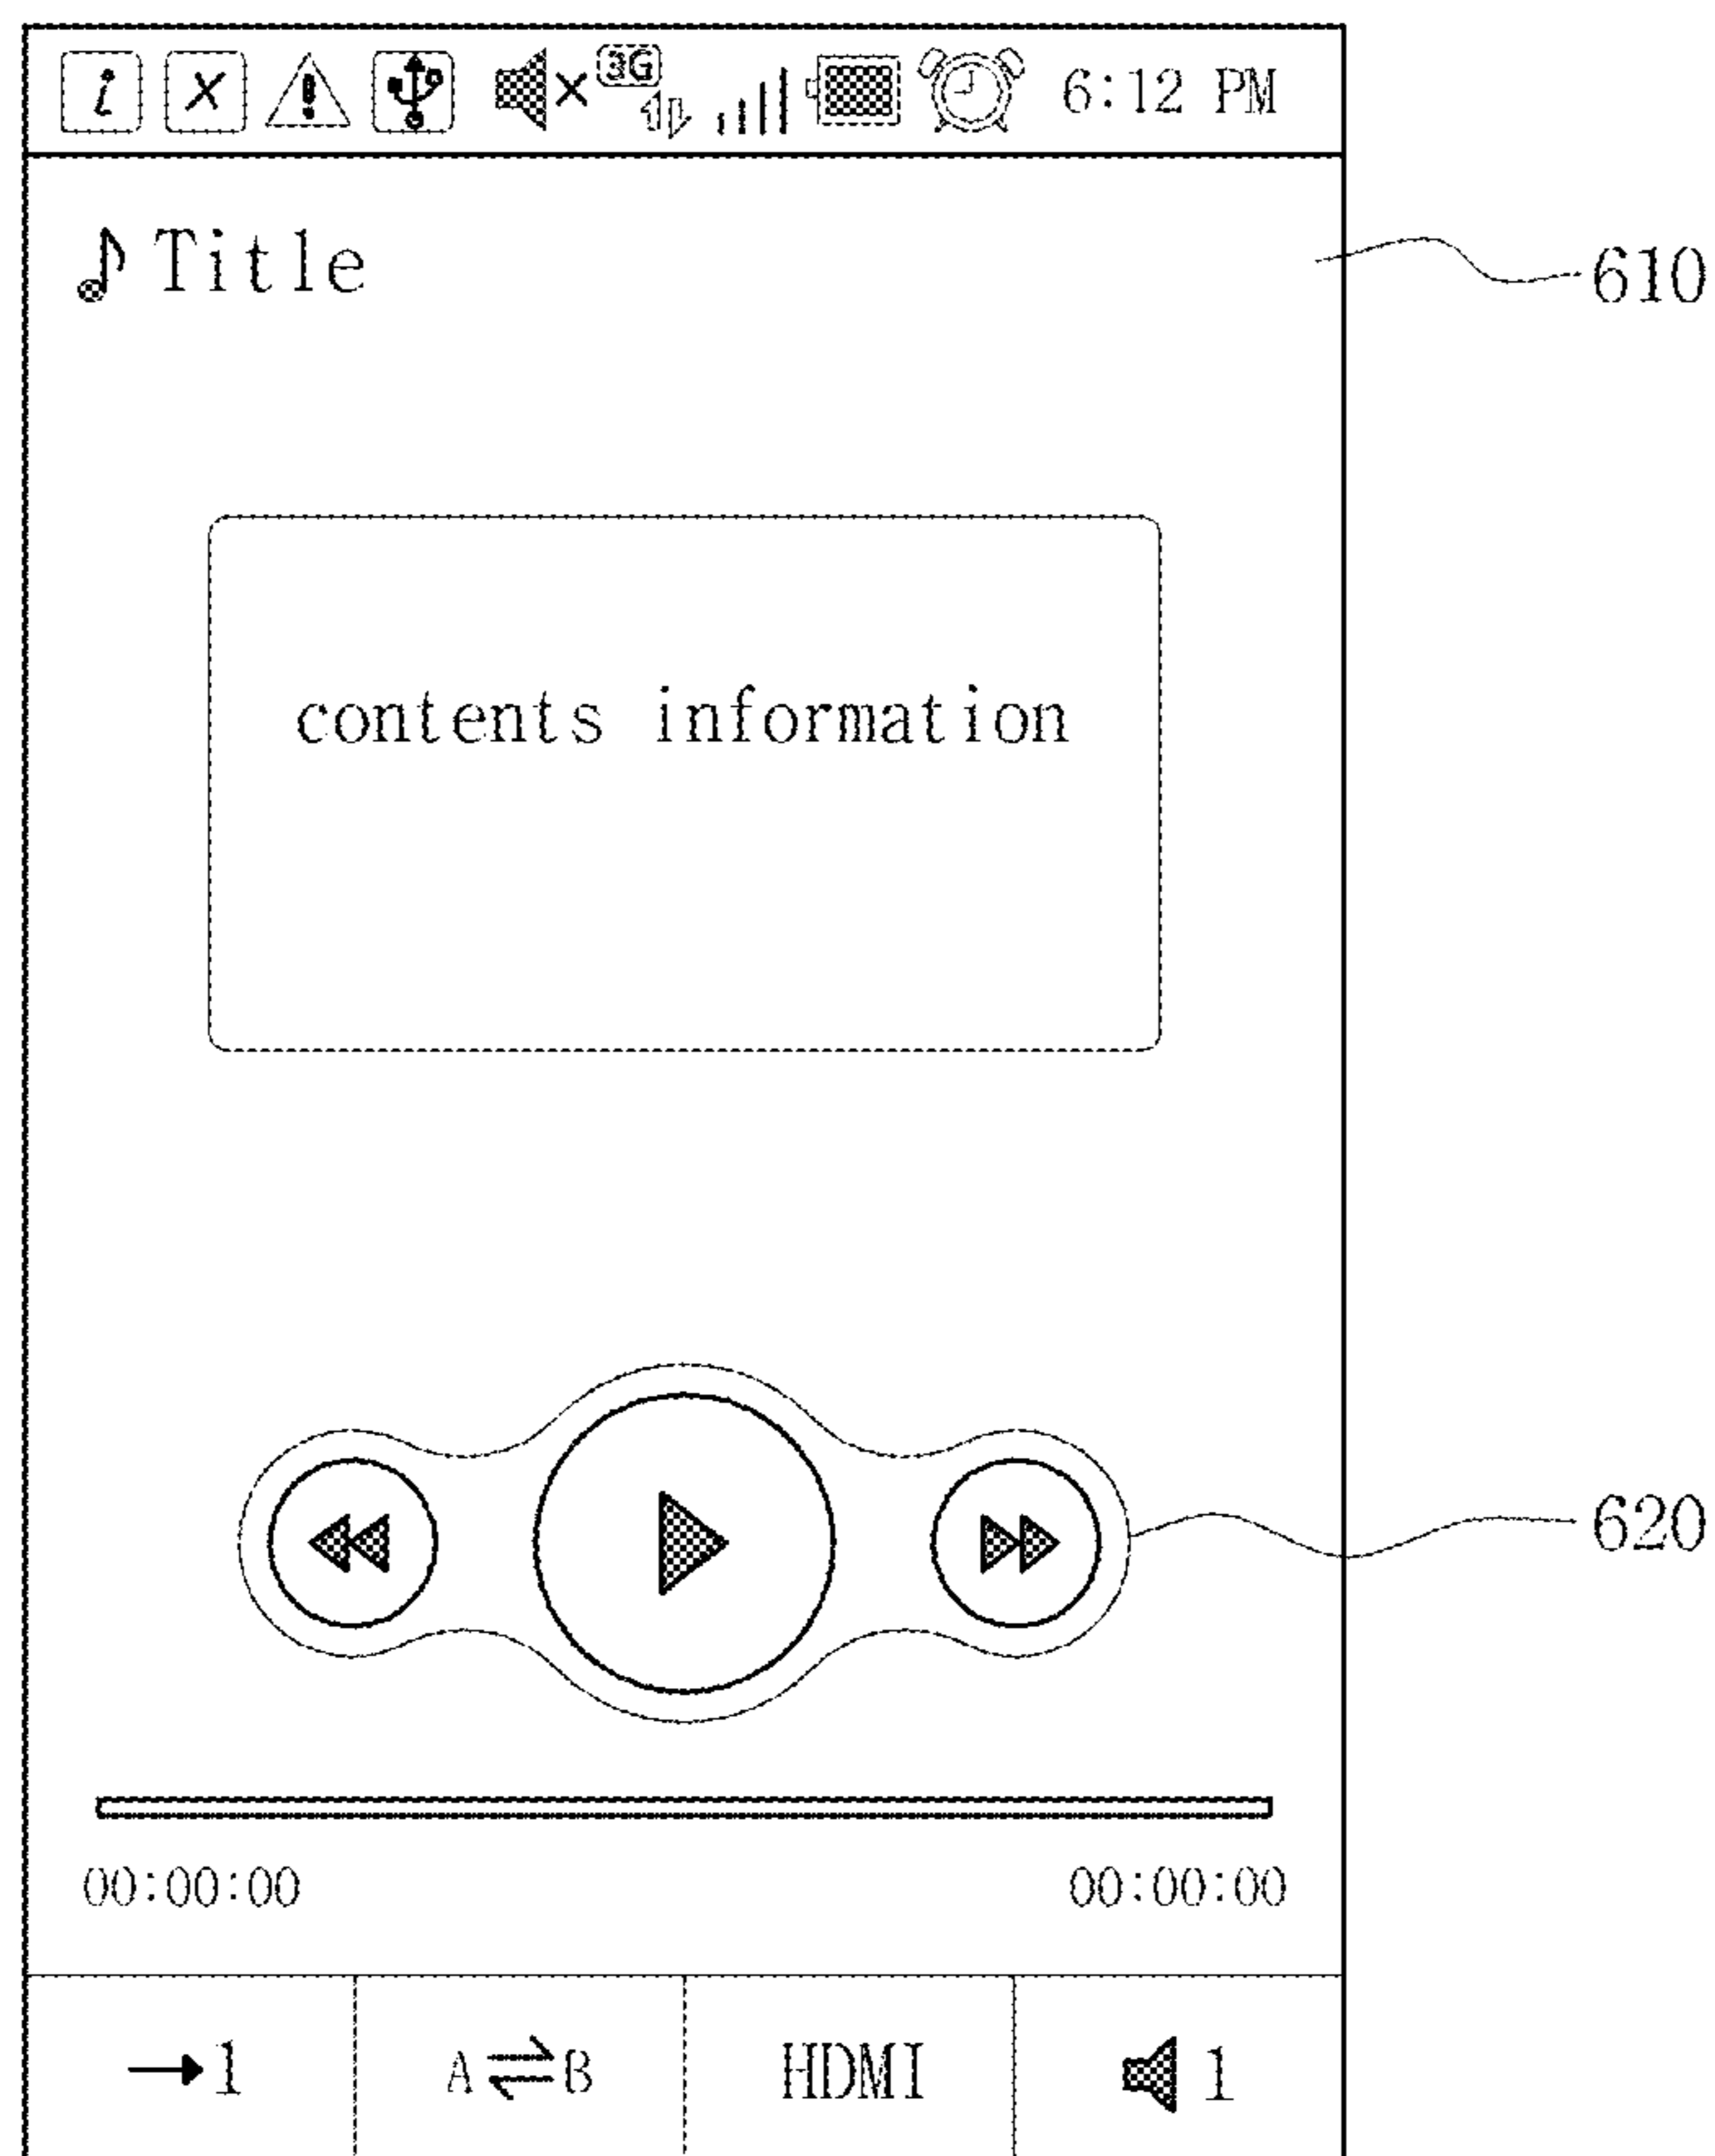 i X ! 3G 6:12 PM
Title
610
contents information
620
00:00:00 00:00:00
1 A B HDMI 1